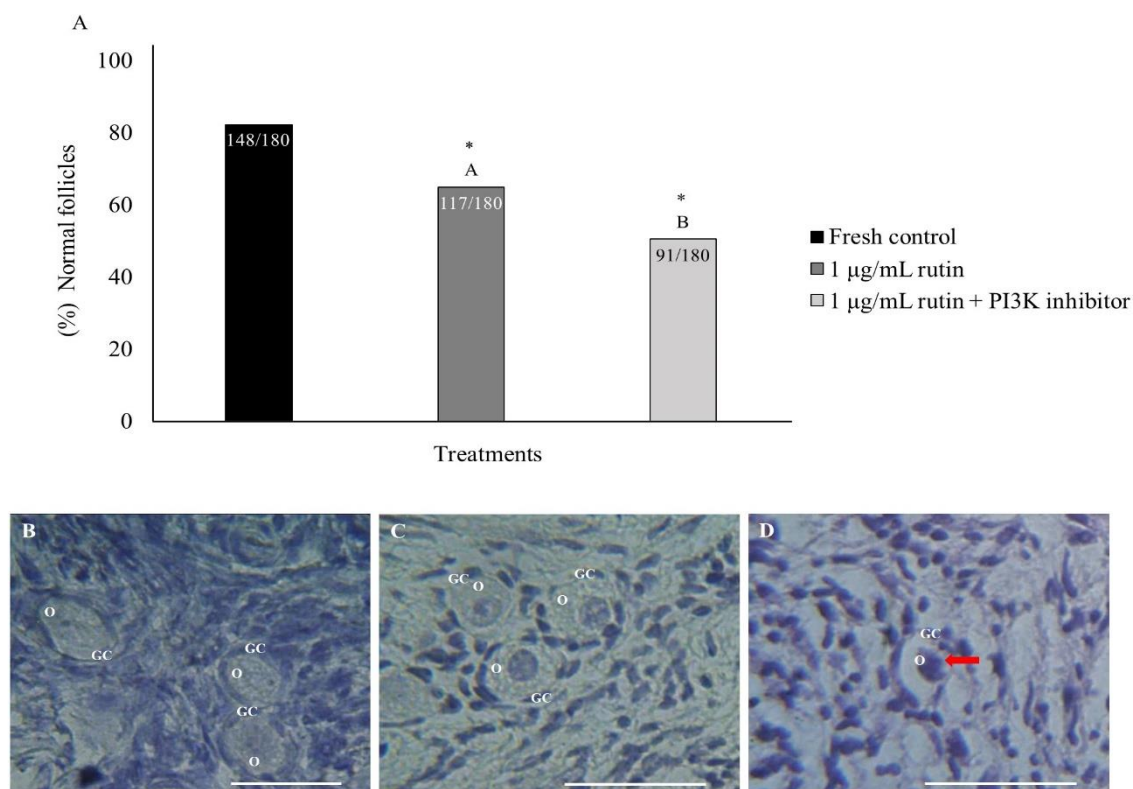 A
100
80
60
40
20
0
(%) Normal follicles
148/180
*
A
117/180
*
B
91/180
Treatments
Fresh control
1 µg/mL rutin
1 µg/mL rutin + PI3K inhibitor
B
O
GC
GC
O
GC
O
C
GC
O
GC
O
O
GC
D
GC
O